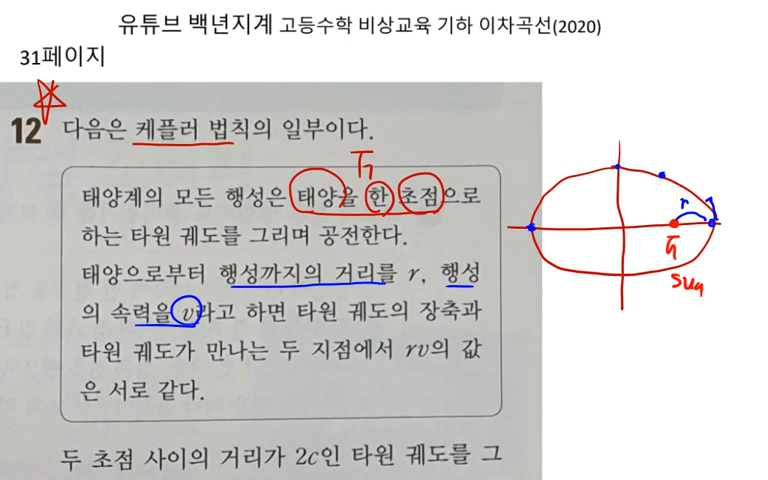 유튜브 백년지계 고등수학 비상교육 기하 이차곡선(2020)
31페이지
12 다음은 케플러 법칙의 일부이다.
태양계의 모든 행성은 태양을 한 초점으로
하는 타원 궤도를 그리며 공전한다.
태양으로부터 행성까지의 거리를 r, 행성
의 속력을 v라고 하면 타원 궤도의 장축과
타원 궤도가 만나는 두 지점에서 rv의 값
은 서로 같다.
두 초점 사이의 거리가 2c인 타원 궤도를 그
r
sun